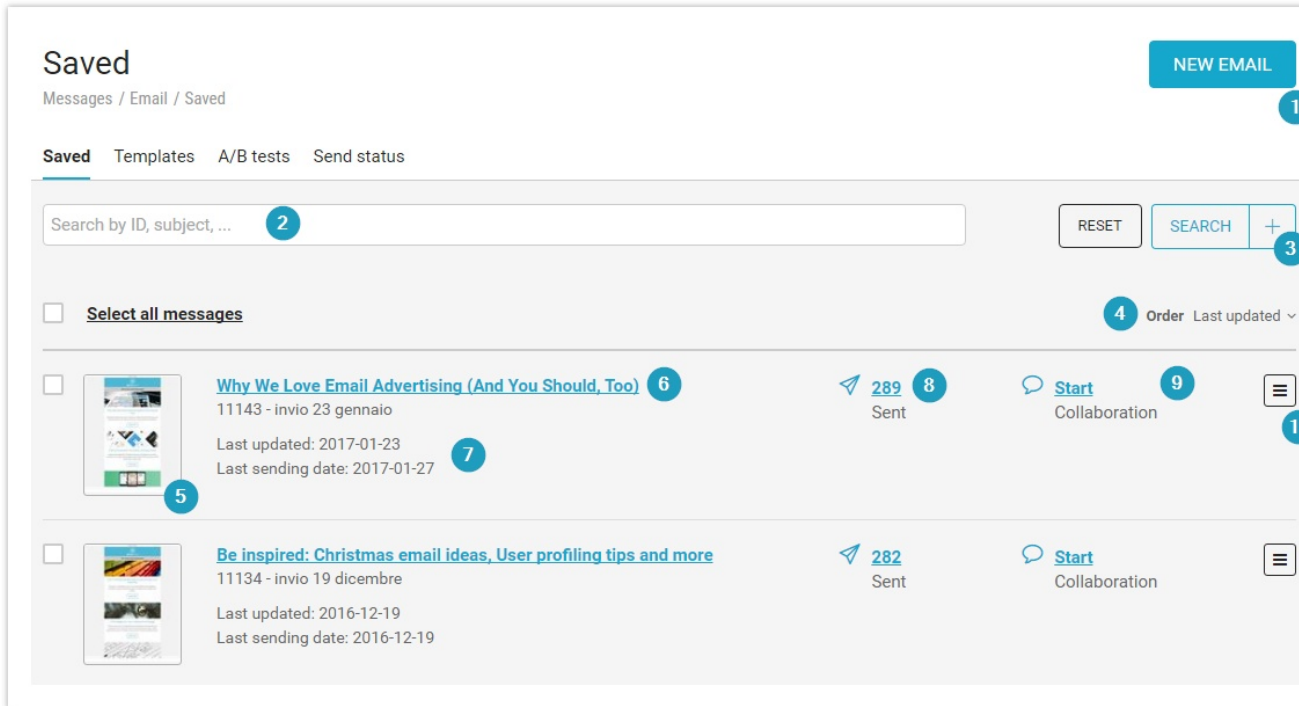 Saved
NEW EMAIL
Messages / Email / Saved
1
Saved Templates A/B tests Send status
Search by ID, subject, ... 2
RESET SEARCH + 3
Select all messages
4 Order Last updated
Why We Love Email Advertising (And You Should, Too) 6
11143 - invio 23 gennaio
Last updated: 2017-01-23
Last sending date: 2017-01-27
7
5
289 8
Sent
Start 9
Collaboration
1
Be inspired: Christmas email ideas, User profiling tips and more
11134 - invio 19 dicembre
Last updated: 2016-12-19
Last sending date: 2016-12-19
282
Sent
Start
Collaboration